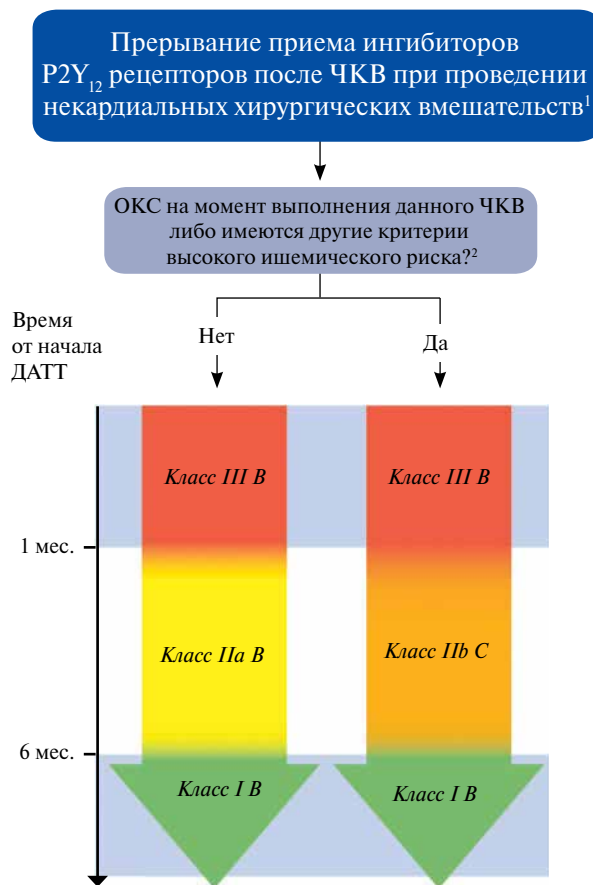 Прерывание приема ингибиторов
P2Y₁₂ рецепторов после ЧКВ при проведении
некардиальных хирургических вмешательств¹
ОКС на момент выполнения данного ЧКВ
либо имеются другие критерии
высокого ишемического риска?²
Время
от начала
ДАТТ
Нет
Да
Класс III B
Класс III B
1 мес.
Класс IIa B
Класс IIb C
6 мес.
Класс I B
Класс I B